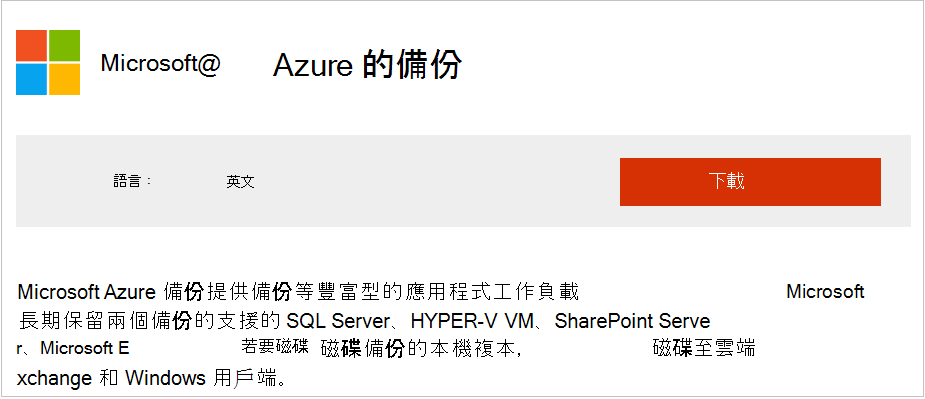 Microsoft@ Azure 的備份
語言： 英文 下載
Microsoft Azure 備份提供備份等豐富型的應用程式工作負載 Microsoft
長期保留兩個備份的支援的 SQL Server、HYPER-V VM、SharePoint Serve
r、Microsoft E 若要磁碟 磁碟備份的本機複本, 磁碟至雲端
xchange 和 Windows 用戶端。